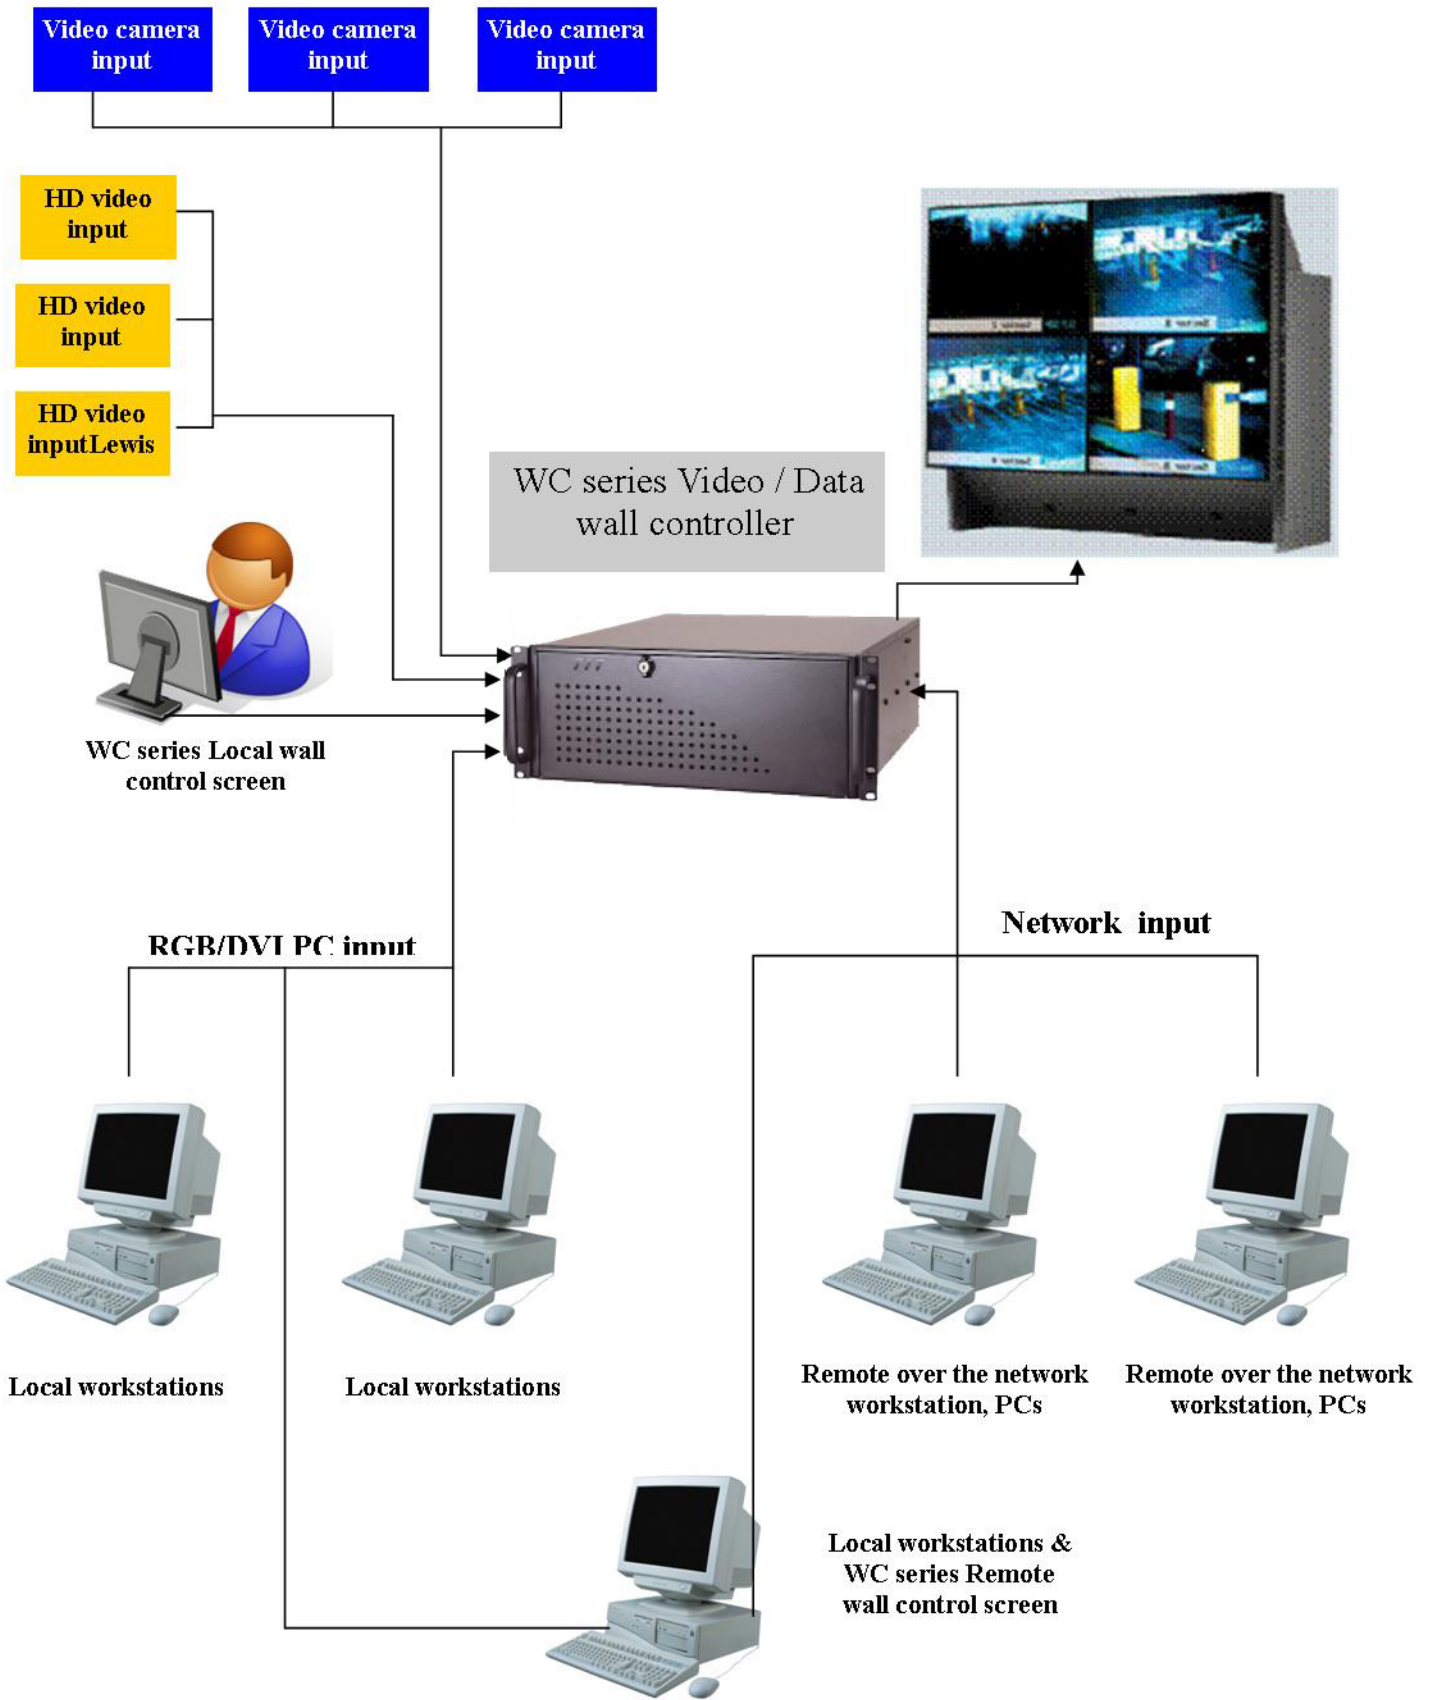 Video camera
input
Video camera
input
Video camera
input
HD video
input
HD video
input
HD video
inputLewis
WC series Video / Data
wall controller
WC series Local wall
control screen
RGB/DVI PC input
Network input
Local workstations
Local workstations
Remote over the network
workstation, PCs
Remote over the network
workstation, PCs
Local workstations &
WC series Remote
wall control screen